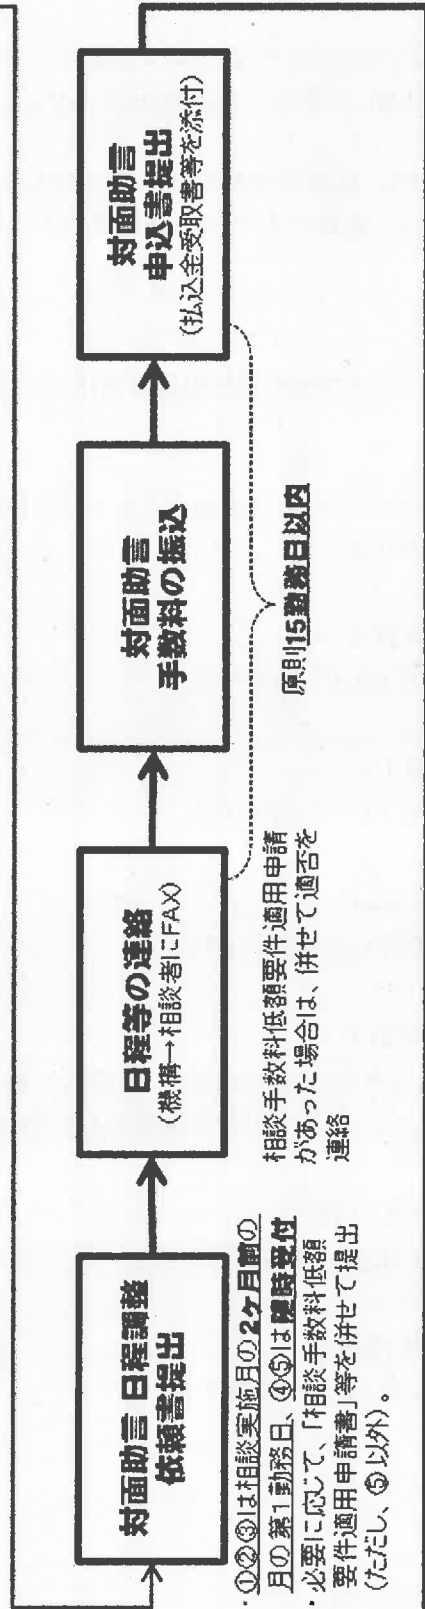 対面助言 日程調整
依頼書提出
・①②③は相談実施月の2ヶ月前の
月の第1勤務日、④⑤は随時受付
・必要に応じて、「相談手数料低額
要件適用申請書」等を併せて提出
(ただし、⑤以外)。
日程等の連絡
(機構→相談者にFAX)
相談手数料低額要件適用申請
があった場合は、併せて適否を
連絡
対面助言
手数料の振込
原則15勤務日以内
対面助言
申込書提出
(払込金受取書等を添付)